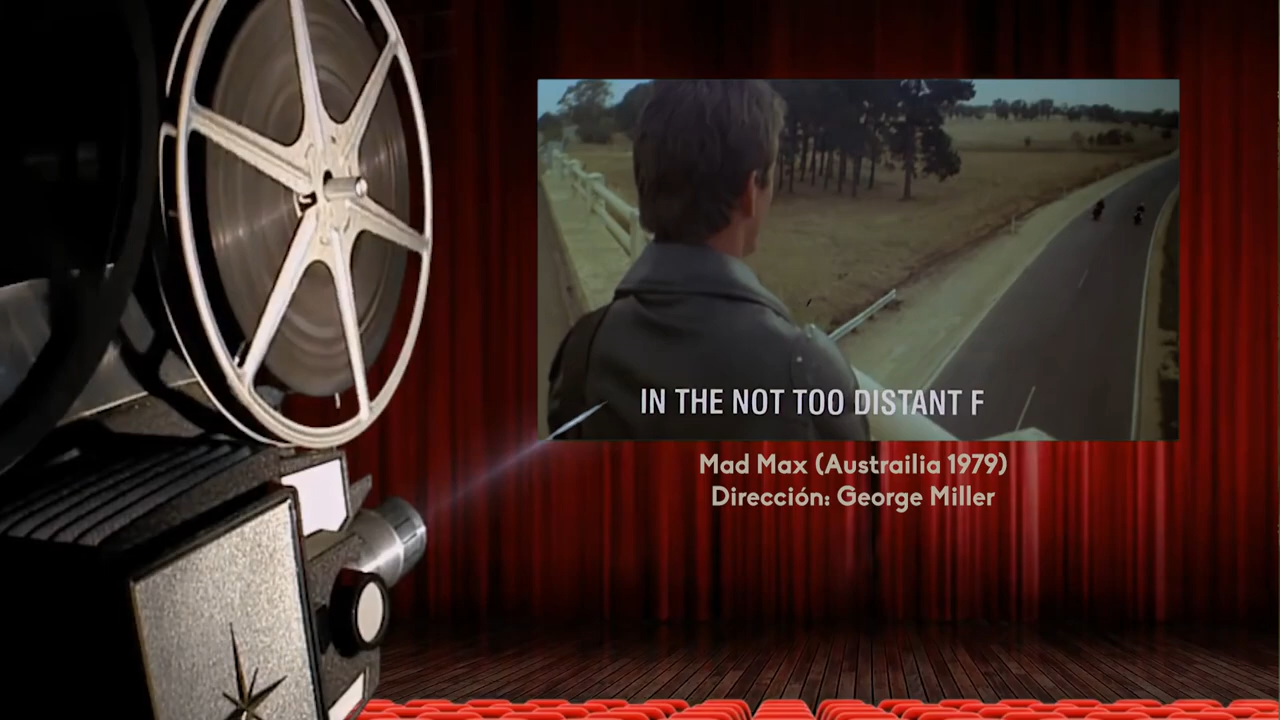 IN THE NOT TOO DISTANT F
Mad Max (Austrailia 1979)
Dirección: George Miller